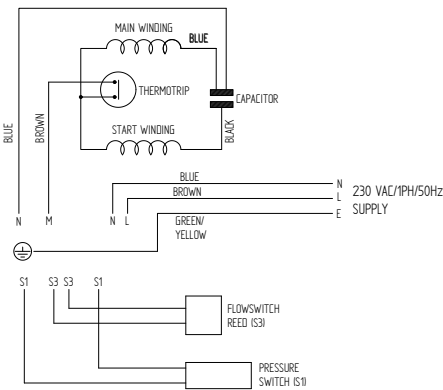 MAIN WINDING
BLUE
THERMOTRIP
CAPACITOR
START WINDING
BLACK
BLUE
BROWN
N M N L
BLUE
BROWN
GREEN/
YELLOW
N
L
E
230 VAC/1PH/50Hz
SUPPLY
S1 S3 S3 S1
FLOWSWITCH
REED (S3)
PRESSURE
SWITCH (S1)